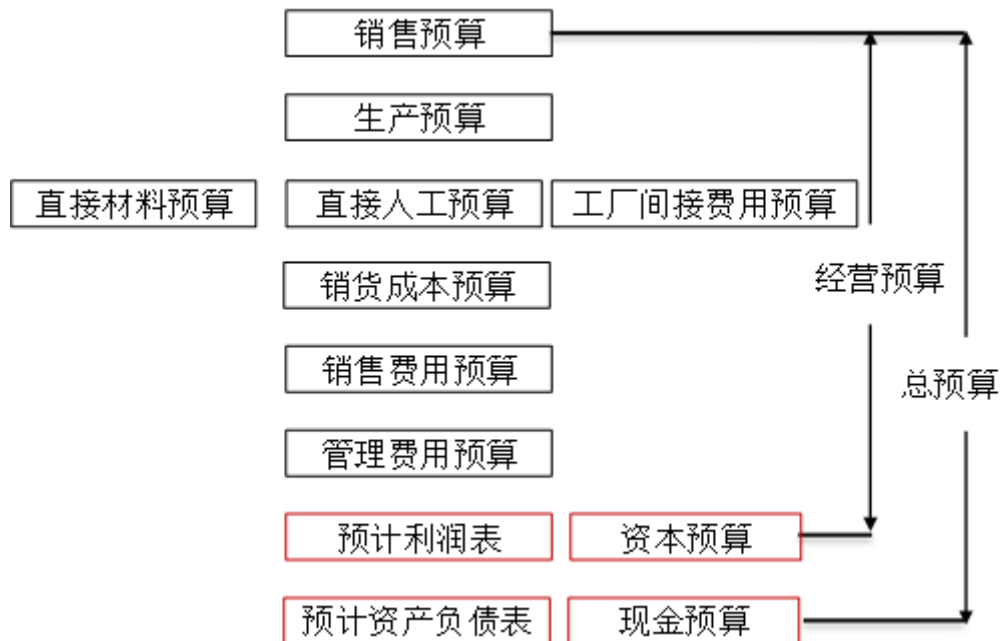 销售预算
生产预算
直接材料预算 直接人工预算 工厂间接费用预算
销货成本预算
经营预算
销售费用预算
总预算
管理费用预算
预计利润表 资本预算
预计资产负债表 现金预算